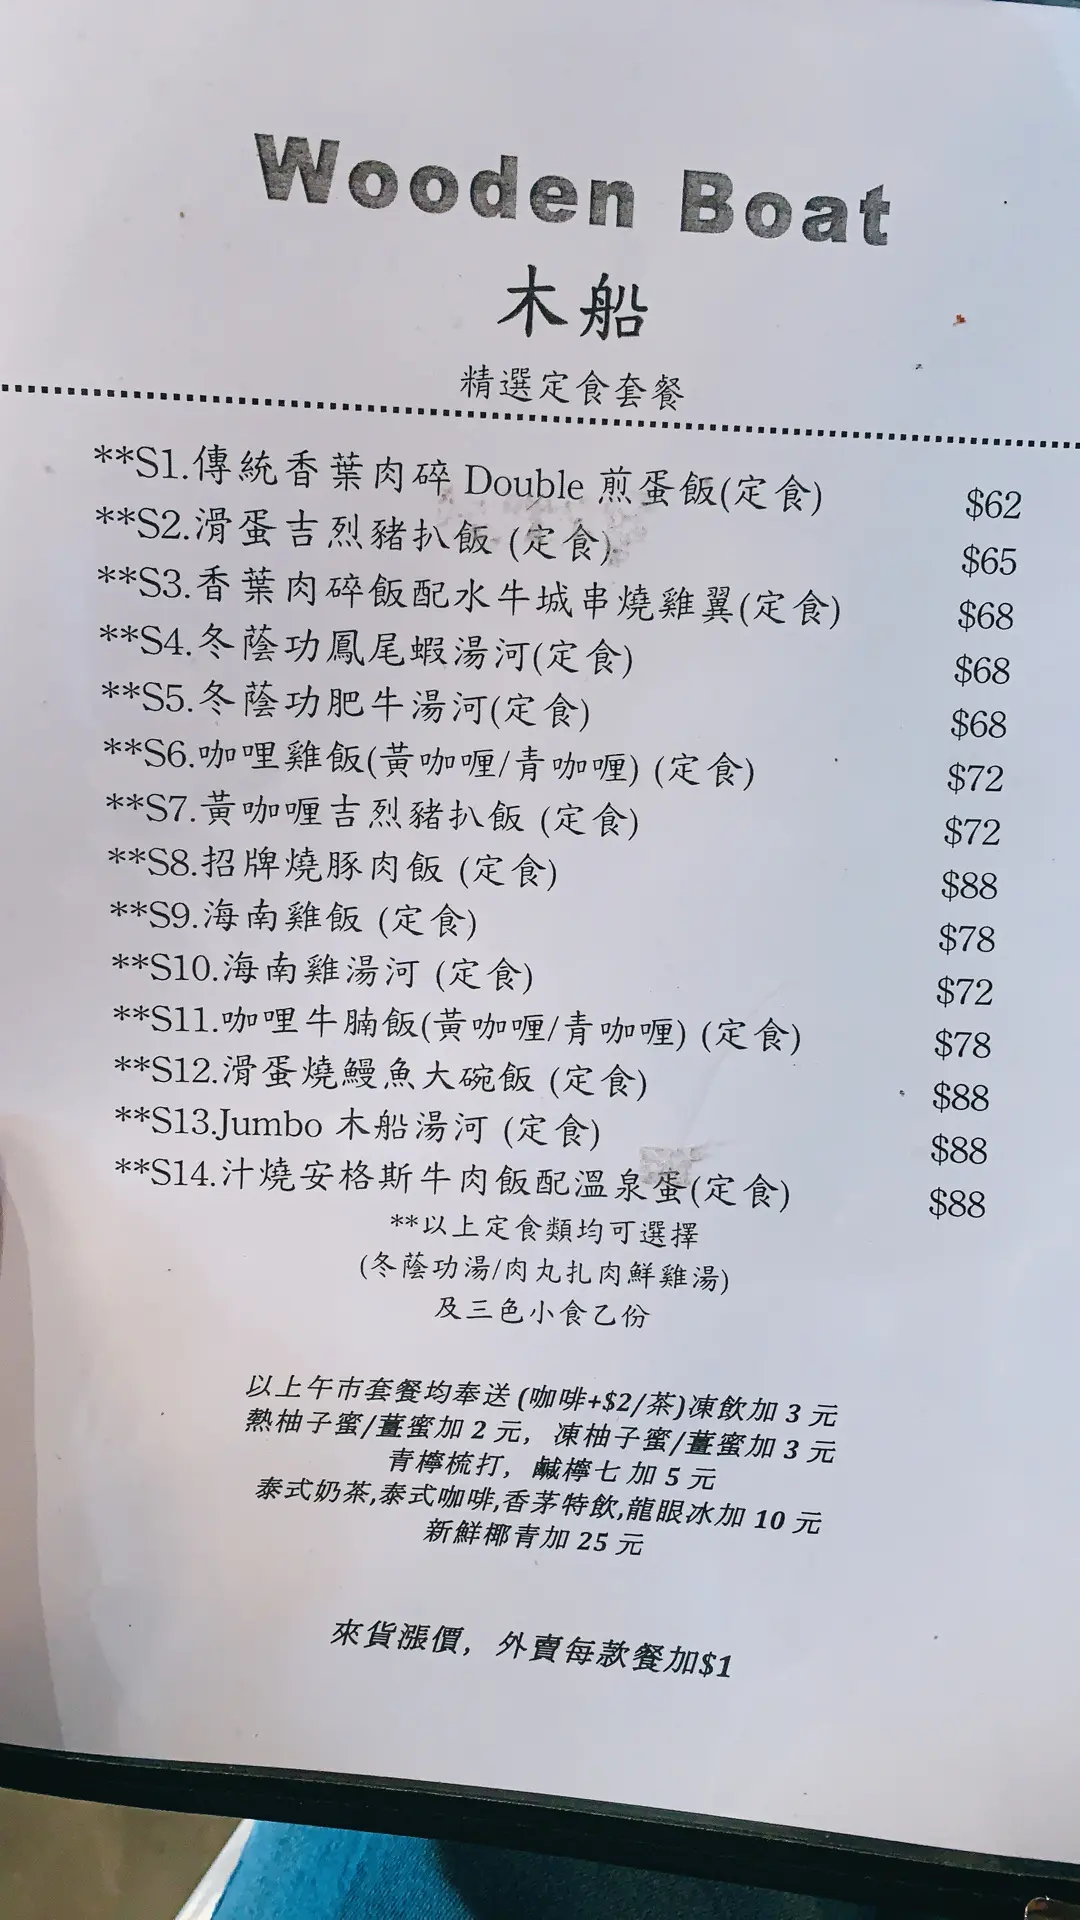 Wooden Boat
木船
精選定食套餐
**S1.傳統香葉肉碎 Double 煎蛋飯(定食) $62
**S2.滑蛋吉烈豬扒飯 (定食) $65
**S3.香葉肉碎飯配水牛城串燒雞翼(定食) $68
**S4.冬蔭功鳳尾蝦湯河(定食) $68
**S5.冬蔭功肥牛湯河(定食) $68
**S6.咖哩雞飯(黃咖喱/青咖喱) (定食) $72
**S7.黃咖喱吉烈豬扒飯 (定食) $72
**S8.招牌燒豚肉飯 (定食) $88
**S9.海南雞飯 (定食) $78
**S10.海南雞湯河 (定食) $72
**S11.咖哩牛腩飯(黃咖喱/青咖喱) (定食) $78
**S12.滑蛋燒鰻魚大碗飯 (定食) $88
**S13.Jumbo 木船湯河 (定食) $88
**S14.汁燒安格斯牛肉飯配溫泉蛋(定食) $88
**以上定食類均可選擇
(冬蔭功湯/肉丸扎肉鮮雞湯)
及三色小食乙份
以上午市套餐均奉送 (咖啡+$2/茶)凍飲加 3 元
熱柚子蜜/薑蜜加 2 元，凍柚子蜜/薑蜜加 3 元
青檸梳打，鹹檸七 加 5 元
泰式奶茶,泰式咖啡,香茅特飲,龍眼冰加 10 元
新鮮椰青加 25 元
來貨漲價，外賣每款餐加$1